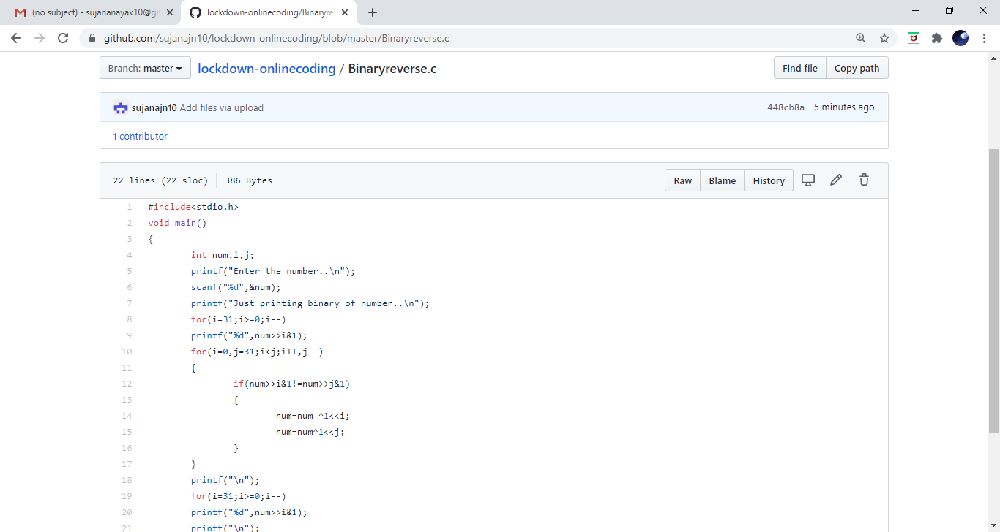 (no subject) - sujananayak10@gm
lockdown-onlinecoding/Binaryre
github.com/sujanajn10/lockdown-onlinecoding/blob/master/Binaryreverse.c
Branch: master
lockdown-onlinecoding / Binaryreverse.c
Find file
Copy path
sujanajn10 Add files via upload
448cb8a 5 minutes ago
1 contributor
22 lines (22 sloc) 386 Bytes
Raw Blame History
1 #include<stdio.h>
2 void main()
3 {
4 int num,i,j;
5 printf("Enter the number..\n");
6 scanf("%d",&num);
7 printf("Just printing binary of number..\n");
8 for(i=31;i>=0;i--)
9 printf("%d",num>>i&1);
10 for(i=0,j=31;i<j;i++,j--)
11 {
12 if(num>>i&1!=num>>j&1)
13 {
14 num=num ^1<<i;
15 num=num^1<<j;
16 }
17 }
18 printf("\n");
19 for(i=31;i>=0;i--)
20 printf("%d",num>>i&1);
21 printf("\n");